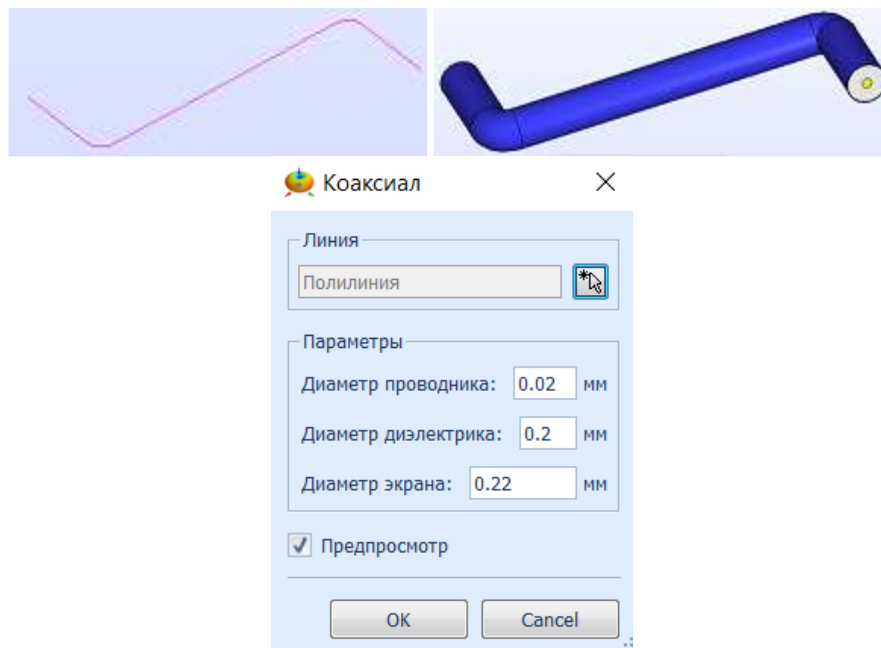 Коаксиал
Линия
Полилиния
Параметры
Диаметр проводника: 0.02 мм
Диаметр диэлектрика: 0.2 мм
Диаметр экрана: 0.22 мм
Предпросмотр
OK Cancel